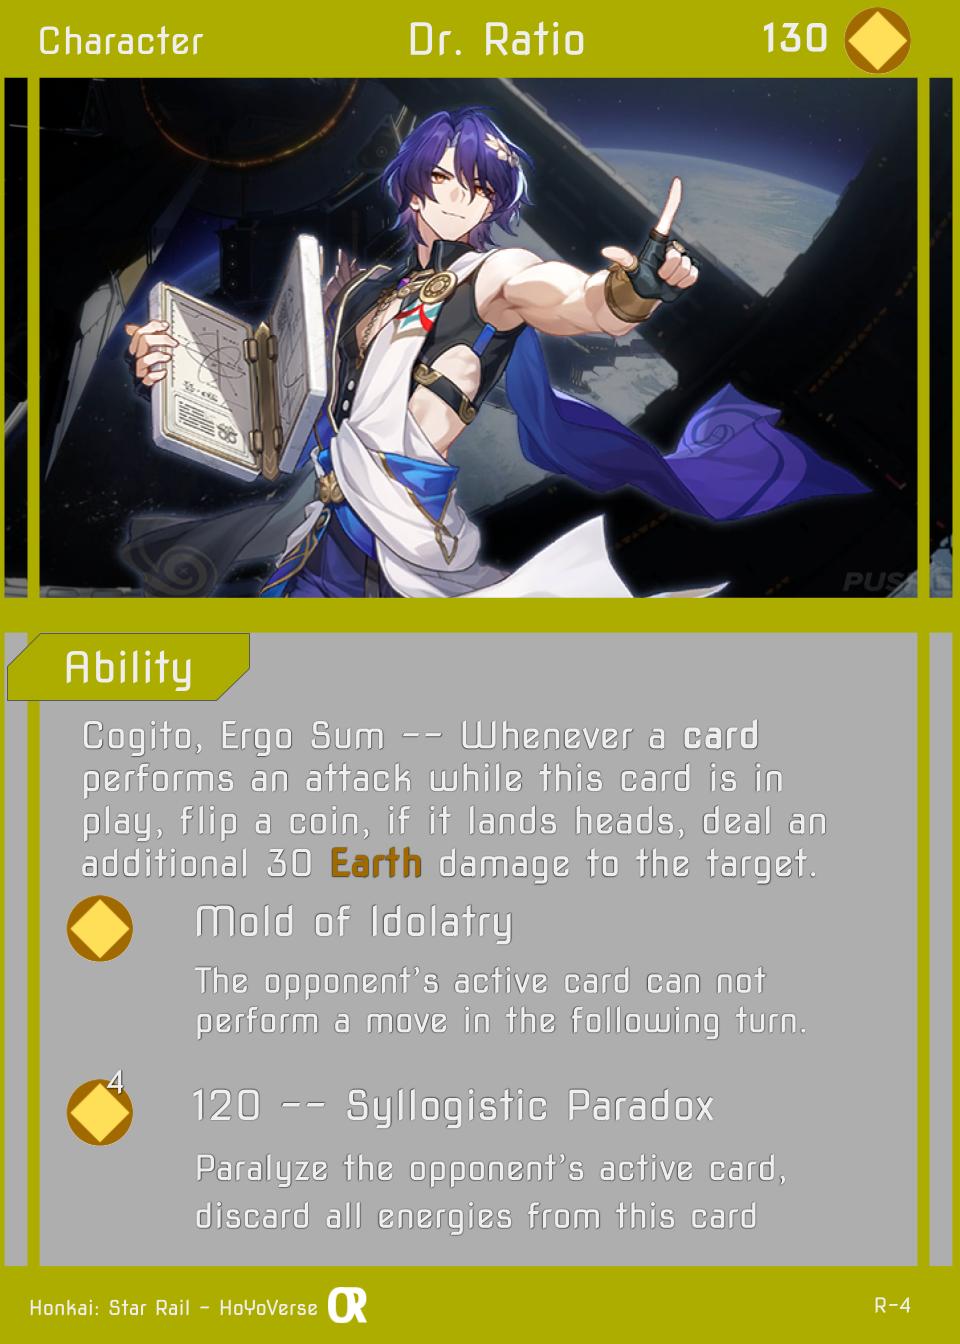 Character
Dr. Ratio
130
Ability
Cogito, Ergo Sum -- Whenever a card
performs an attack while this card is in
play, flip a coin, if it lands heads, deal an
additional 30 Earth damage to the target.
Mold of Idolatry
The opponent's active card can not
perform a move in the following turn.
4
120 -- Syllogistic Paradox
Paralyze the opponent's active card,
discard all energies from this card
Honkai: Star Rail - HoYoVerse OR
R-4